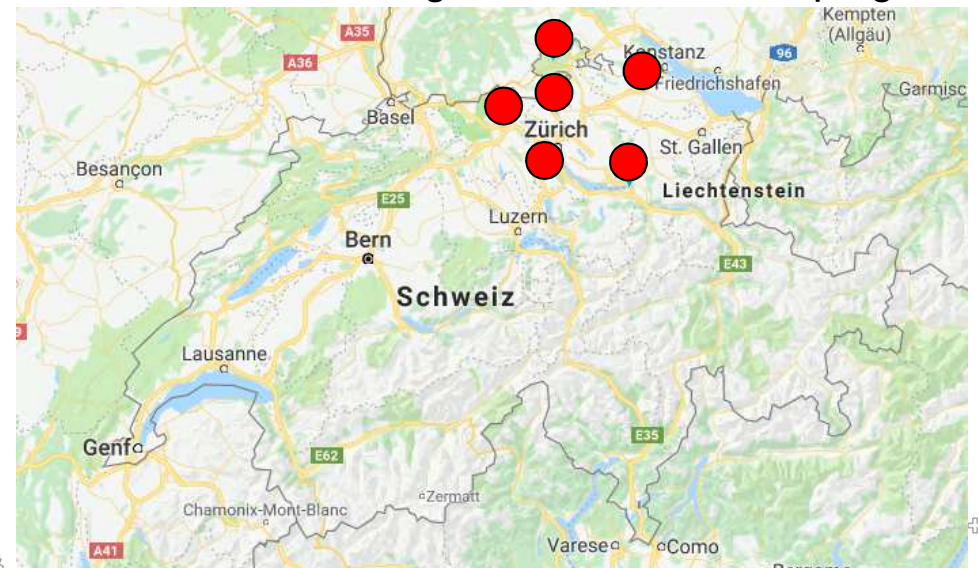 Kempten
(Allgäu)
A35
96
Konstanz
A36
Friedrichshafen
Garmisc
Basel
Zürich
St. Gallen
Besançon
Liechtenstein
E25
Luzern
Bern
E43
Schweiz
Lausanne
E35
Genf
E62
Zermatt
Chamonix-Mont-Blanc
A41
Varese
Como